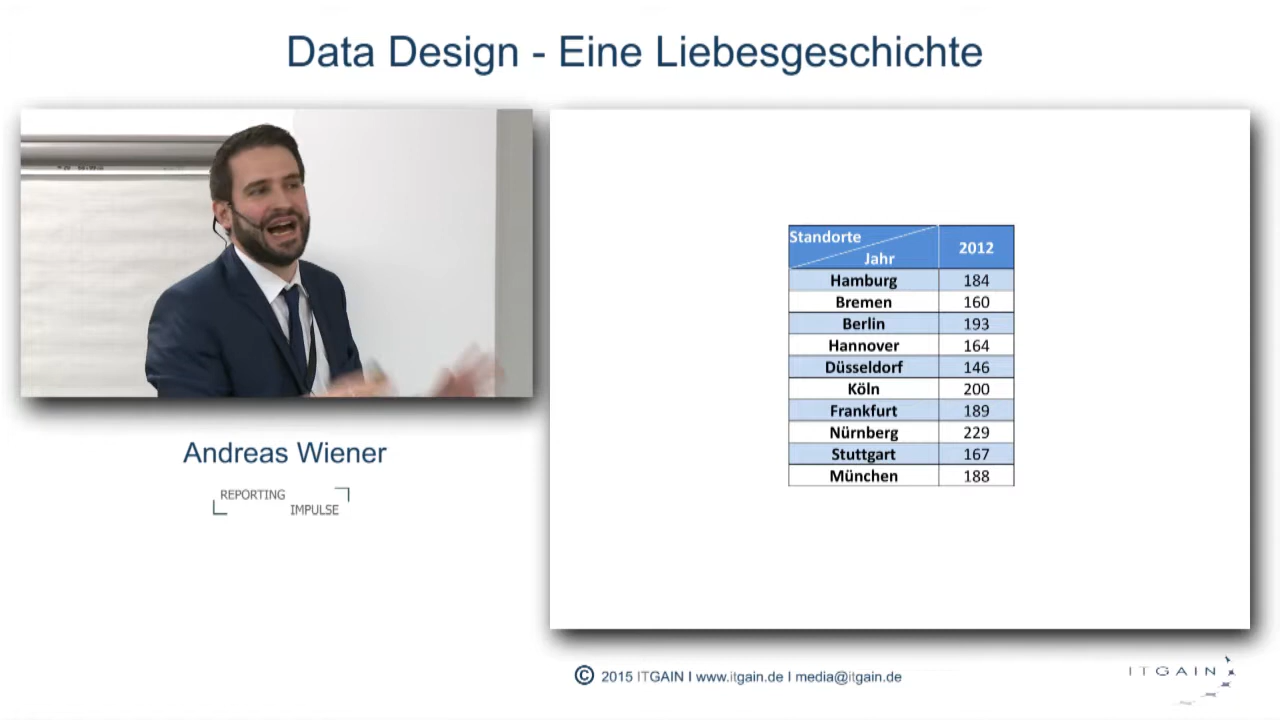 Data Design - Eine Liebesgeschichte
Andreas Wiener
REPORTING
IMPULSE
Standorte
Jahr
2012
Hamburg 184
Bremen 160
Berlin 193
Hannover 164
Düsseldorf 146
Köln 200
Frankfurt 189
Nürnberg 229
Stuttgart 167
München 188
© 2015 ITGAIN I www.itgain.de I media@itgain.de
ITGAIN